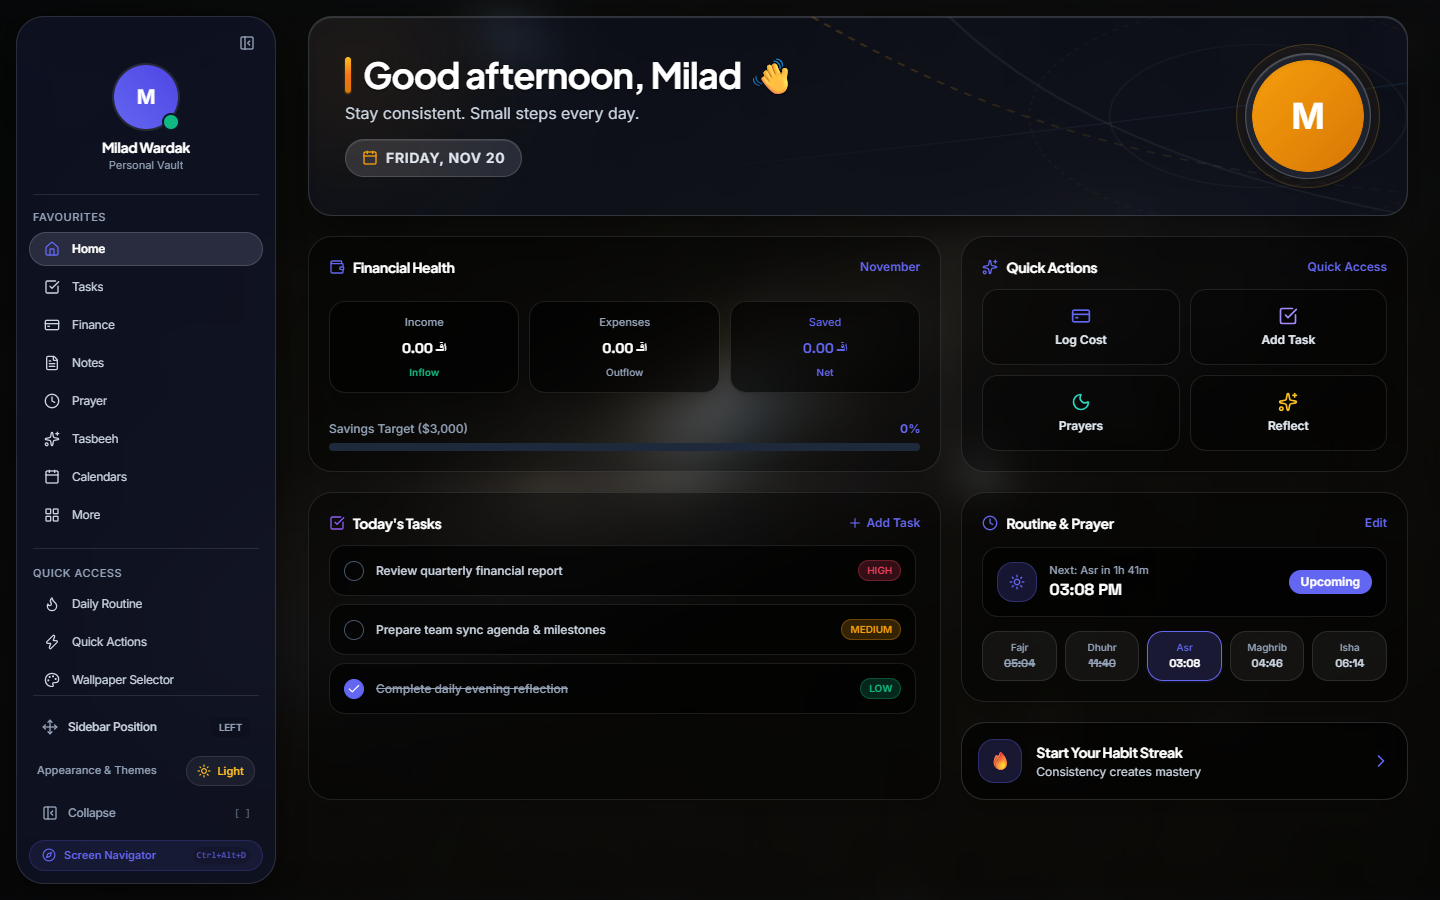 M
Milad Wardak
Personal Vault
FAVOURITES
Home
Tasks
Finance
Notes
Prayer
Tasbeeh
Calendars
More
QUICK ACCESS
Daily Routine
Quick Actions
Wallpaper Selector
Sidebar Position LEFT
Appearance & Themes Light
Collapse [ ]
Screen Navigator Ctrl+Alt+D
Good afternoon, Milad 👋
Stay consistent. Small steps every day.
FRIDAY, NOV 20
M
Financial Health November
Income
0.00 افـ
Inflow
Expenses
0.00 افـ
Outflow
Saved
0.00 افـ
Net
Savings Target ($3,000) 0%
Quick Actions Quick Access
Log Cost
Add Task
Prayers
Reflect
Today's Tasks + Add Task
Review quarterly financial report HIGH
Prepare team sync agenda & milestones MEDIUM
Complete daily evening reflection LOW
Routine & Prayer Edit
Next: Asr in 1h 41m
03:08 PM
Upcoming
Fajr
05:04
Dhuhr
11:40
Asr
03:08
Maghrib
04:46
Isha
06:14
Start Your Habit Streak
Consistency creates mastery